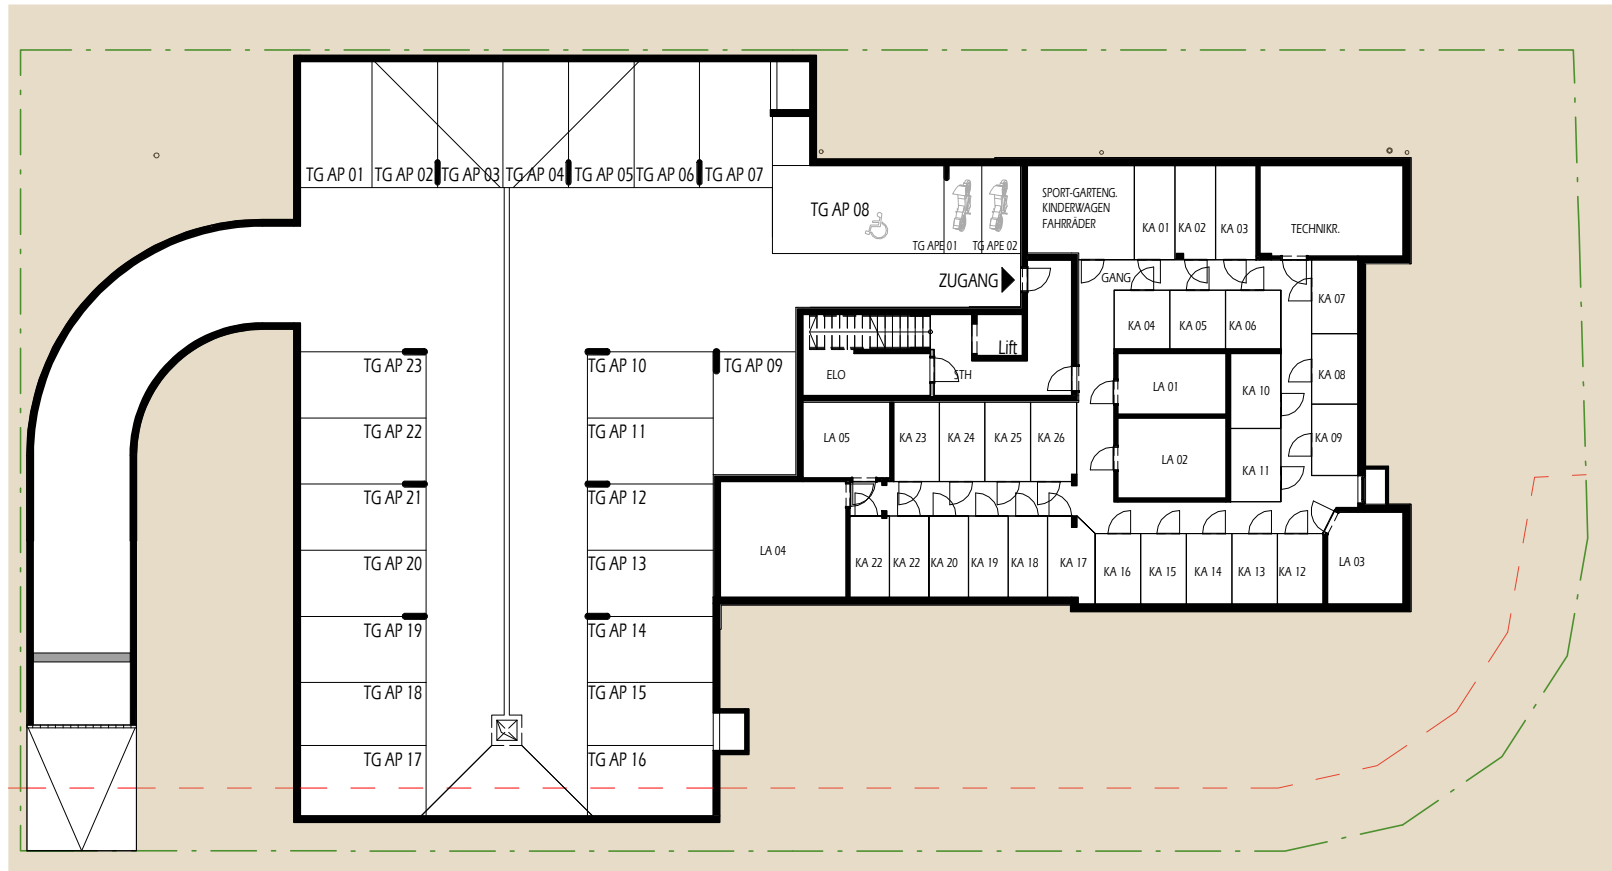 TG AP 01
TG AP 02
TG AP 03
TG AP 04
TG AP 05
TG AP 06
TG AP 07
TG AP 08
TG APE 01
TG APE 02
SPORT-GARTENG.
KINDERWAGEN
FAHRRÄDER
KA 01
KA 02
KA 03
TECHNIKR.
ZUGANG
GANG
KA 04
KA 05
KA 06
KA 07
KA 08
KA 09
Lift
ELO
STH
LA 01
LA 02
KA 10
KA 11
TG AP 23
TG AP 10
TG AP 09
TG AP 22
TG AP 11
LA 05
KA 23
KA 24
KA 25
KA 26
TG AP 21
TG AP 12
TG AP 20
TG AP 13
LA 04
KA 22
KA 22
KA 20
KA 19
KA 18
KA 17
KA 16
KA 15
KA 14
KA 13
KA 12
LA 03
TG AP 19
TG AP 14
TG AP 18
TG AP 15
TG AP 17
TG AP 16